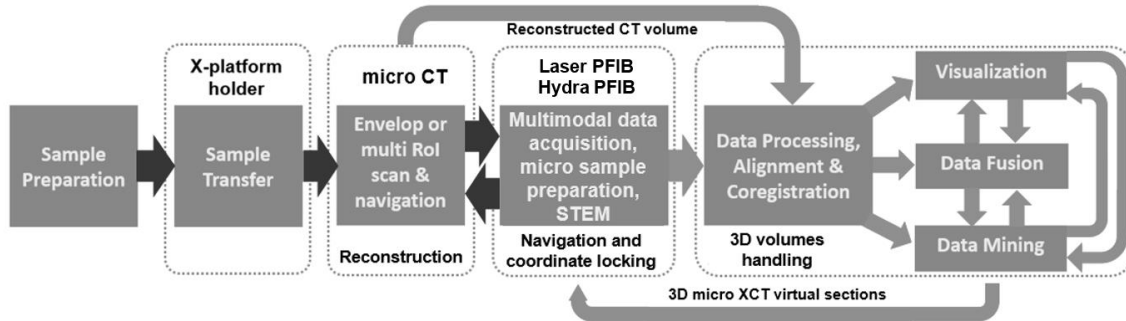 Reconstructed CT volume
X-platform
holder
micro CT
Laser PFIB
Hydra PFIB
Visualization
Sample
Preparation
Sample
Transfer
Envelop or
multi RoI
scan &
navigation
Multimodal data
acquisition,
micro sample
preparation,
STEM
Data Processing,
Alignment &
Coregistration
Data Fusion
Data Mining
Reconstruction
Navigation and
coordinate locking
3D volumes
handling
3D micro XCT virtual sections